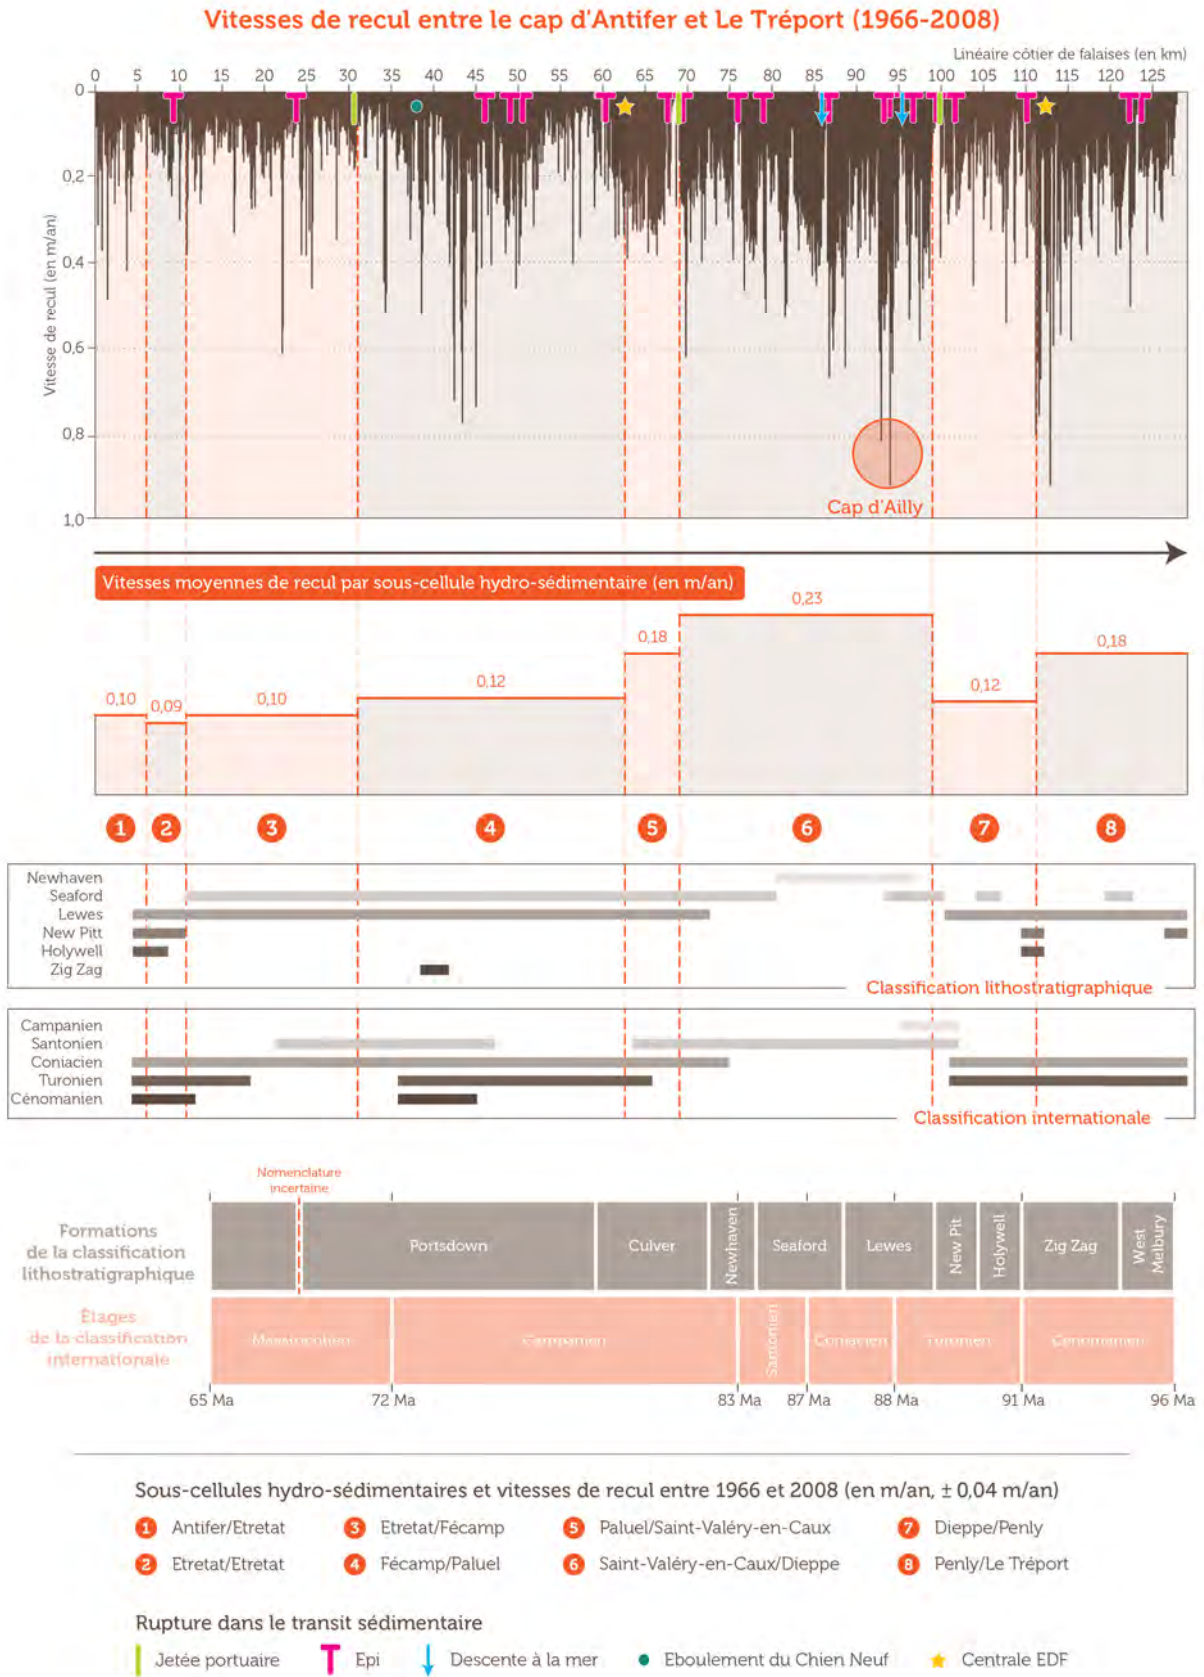 Vitesses de recul entre le cap d'Antifer et Le Tréport (1966-2008)
Linéaire côtier de falaises (en km)
0 5 10 15 20 25 30 35 40 45 50 55 60 65 70 75 80 85 90 95 100 105 110 115 120 125
Vitesse de recul (en m/an)
0
0,2
0,4
0,6
0,8
1,0
Cap d'Ailly
Vitesses moyennes de recul par sous-cellule hydro-sédimentaire (en m/an)
0,10 0,09 0,10 0,12 0,18 0,23 0,12 0,18
1 2 3 4 5 6 7 8
Newhaven
Seaford
Lewes
New Pitt
Holywell
Zig Zag
Classification lithostratigraphique
Campanien
Santonien
Coniacien
Turonien
Cénomanien
Classification internationale
Nomenclature
incertaine
Formations
de la classification
lithostratigraphique
Portsdown Culver Newhaven Seaford Lewes New Pit Holywell Zig Zag West Melbury
Étages
de la classification
internationale
Maastrichtien Campanien Santonien Coniacien Turonien Cénomanien
65 Ma 72 Ma 83 Ma 87 Ma 88 Ma 91 Ma 96 Ma
Sous-cellules hydro-sédimentaires et vitesses de recul entre 1966 et 2008 (en m/an, ± 0,04 m/an)
1 Antifer/Etretat 3 Etretat/Fécamp 5 Paluel/Saint-Valéry-en-Caux 7 Dieppe/Penly
2 Etretat/Etretat 4 Fécamp/Paluel 6 Saint-Valéry-en-Caux/Dieppe 8 Penly/Le Tréport
Rupture dans le transit sédimentaire
Jetée portuaire Epi Descente à la mer Eboulement du Chien Neuf Centrale EDF